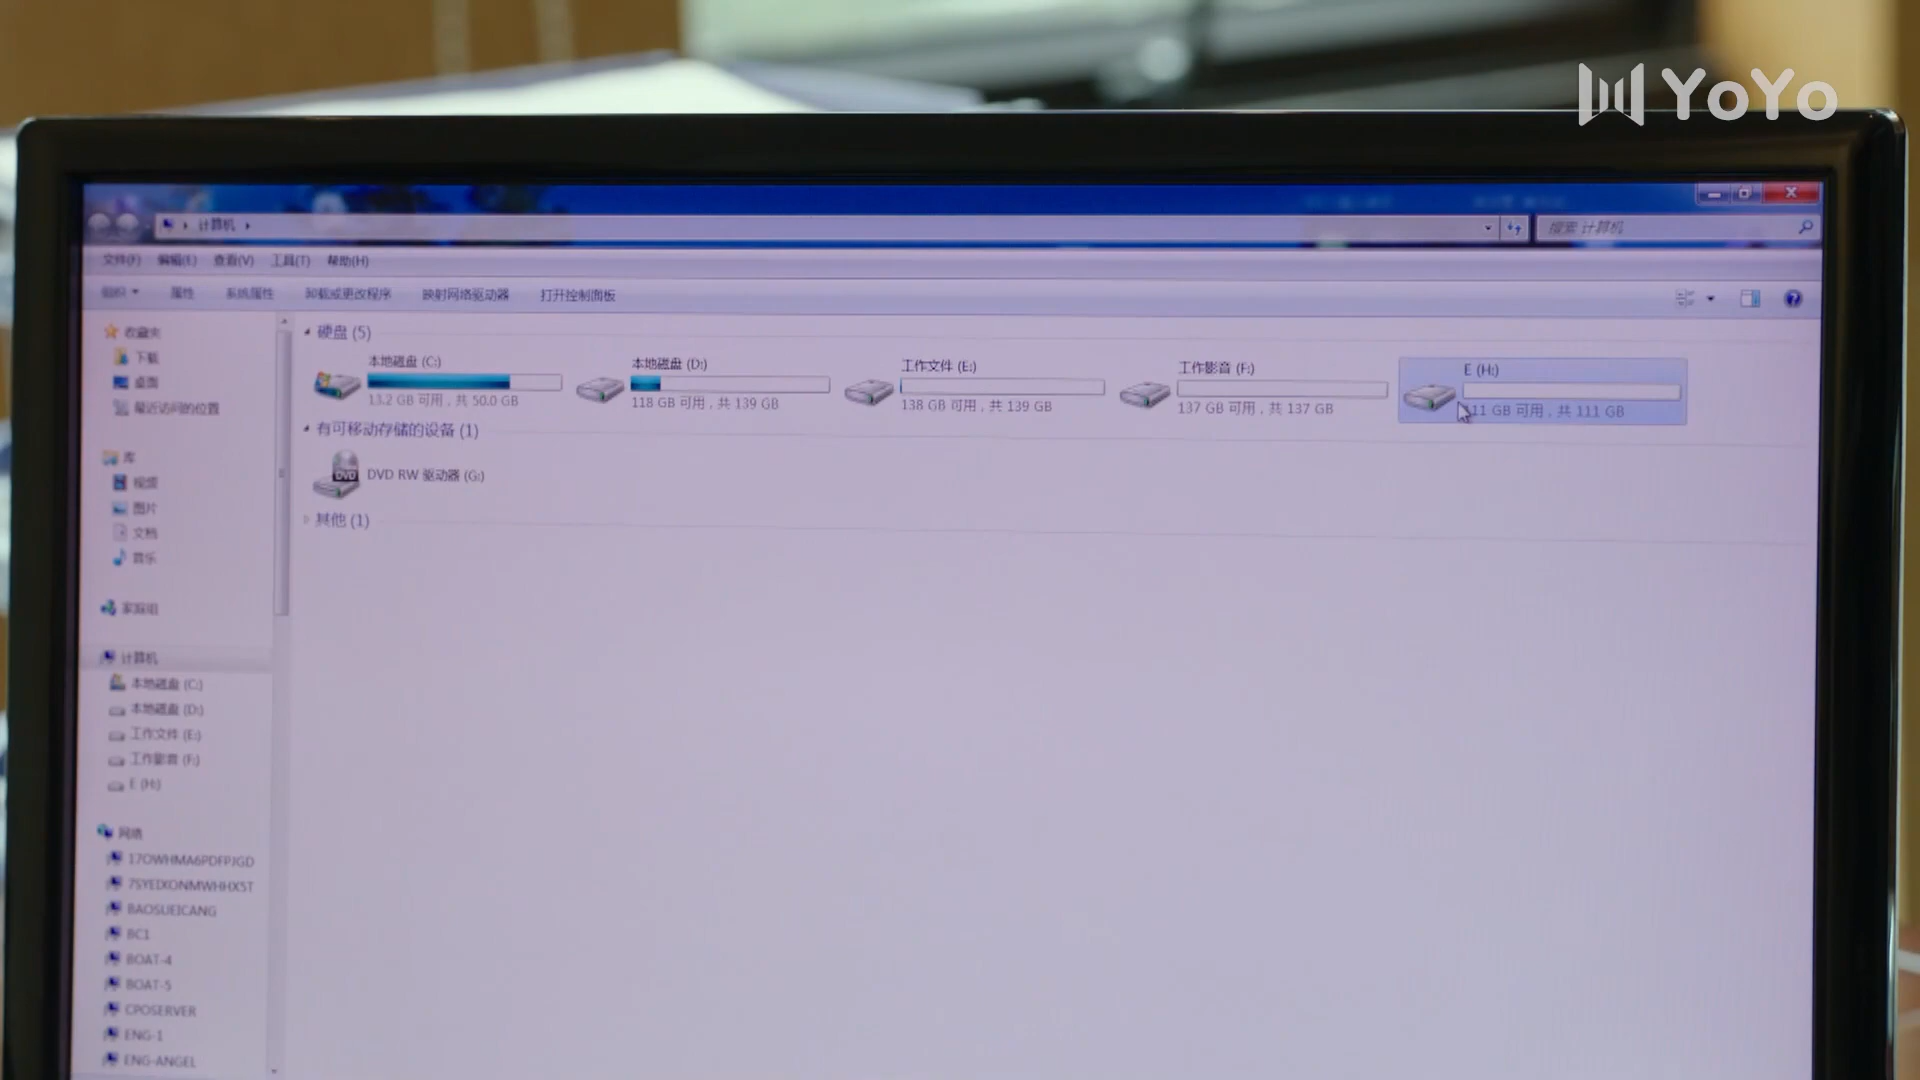 YoYo
计算机
搜索 计算机
文件(F) 编辑(E) 查看(V) 工具(T) 帮助(H)
组织 属性 系统属性 卸载或更改程序 映射网络驱动器 打开控制面板
收藏夹
下载
桌面
最近访问的位置
库
视频
图片
文档
音乐
家庭组
计算机
本地磁盘 (C:)
本地磁盘 (D:)
工作文件 (E:)
工作影音 (F:)
E (H:)
网络
17OWHMA6PDFPJGD
7SYEIXONMWHHX5T
BAOSUEICANG
BC1
BOAT-4
BOAT-5
CPOSERVER
ENG-1
ENG-ANGEL
硬盘 (5)
本地磁盘 (C:)
13.2 GB 可用，共 50.0 GB
本地磁盘 (D:)
118 GB 可用，共 139 GB
工作文件 (E:)
138 GB 可用，共 139 GB
工作影音 (F:)
137 GB 可用，共 137 GB
E (H:)
111 GB 可用，共 111 GB
有可移动存储的设备 (1)
DVD
DVD RW 驱动器 (G:)
其他 (1)